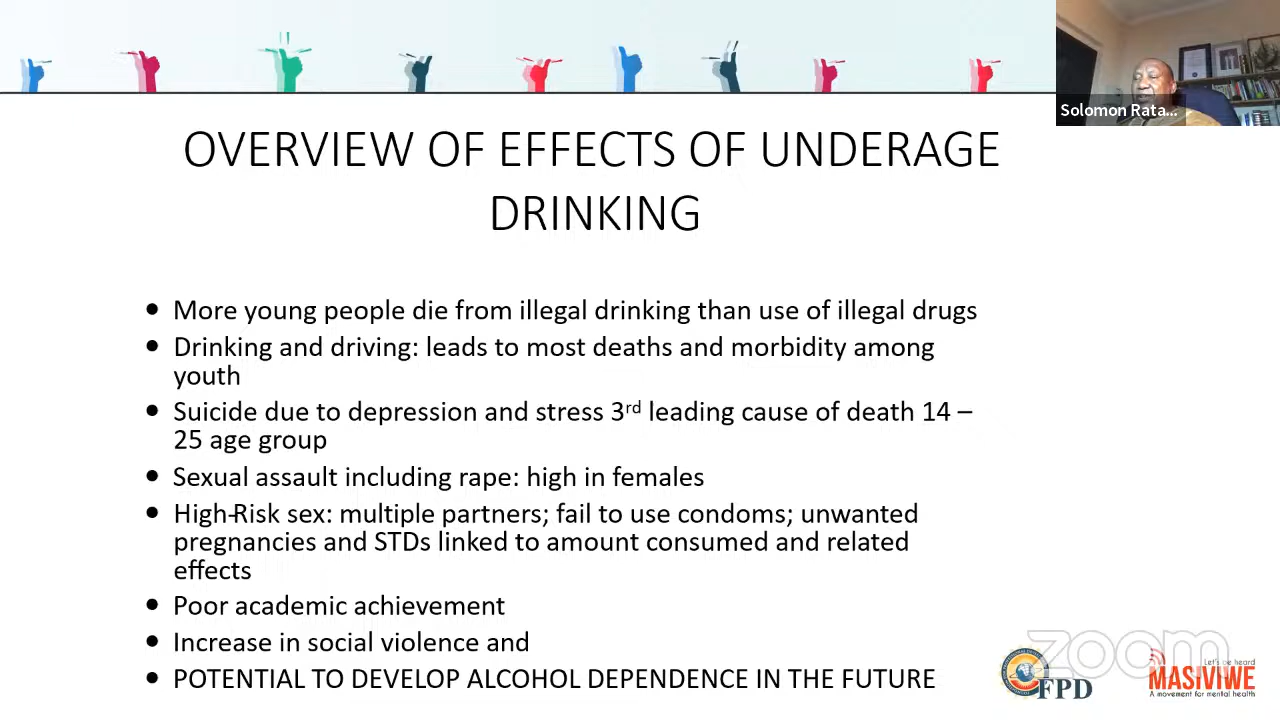 Solomon Rata...
OVERVIEW OF EFFECTS OF UNDERAGE
DRINKING
• More young people die from illegal drinking than use of illegal drugs
• Drinking and driving: leads to most deaths and morbidity among
youth
• Suicide due to depression and stress 3rd leading cause of death 14 –
25 age group
• Sexual assault including rape: high in females
• High-Risk sex: multiple partners; fail to use condoms; unwanted
pregnancies and STDs linked to amount consumed and related
effects
• Poor academic achievement
• Increase in social violence and
• POTENTIAL TO DEVELOP ALCOHOL DEPENDENCE IN THE FUTURE
zoom
FPD
Let's be heard
MASIVIWE
A movement for mental health